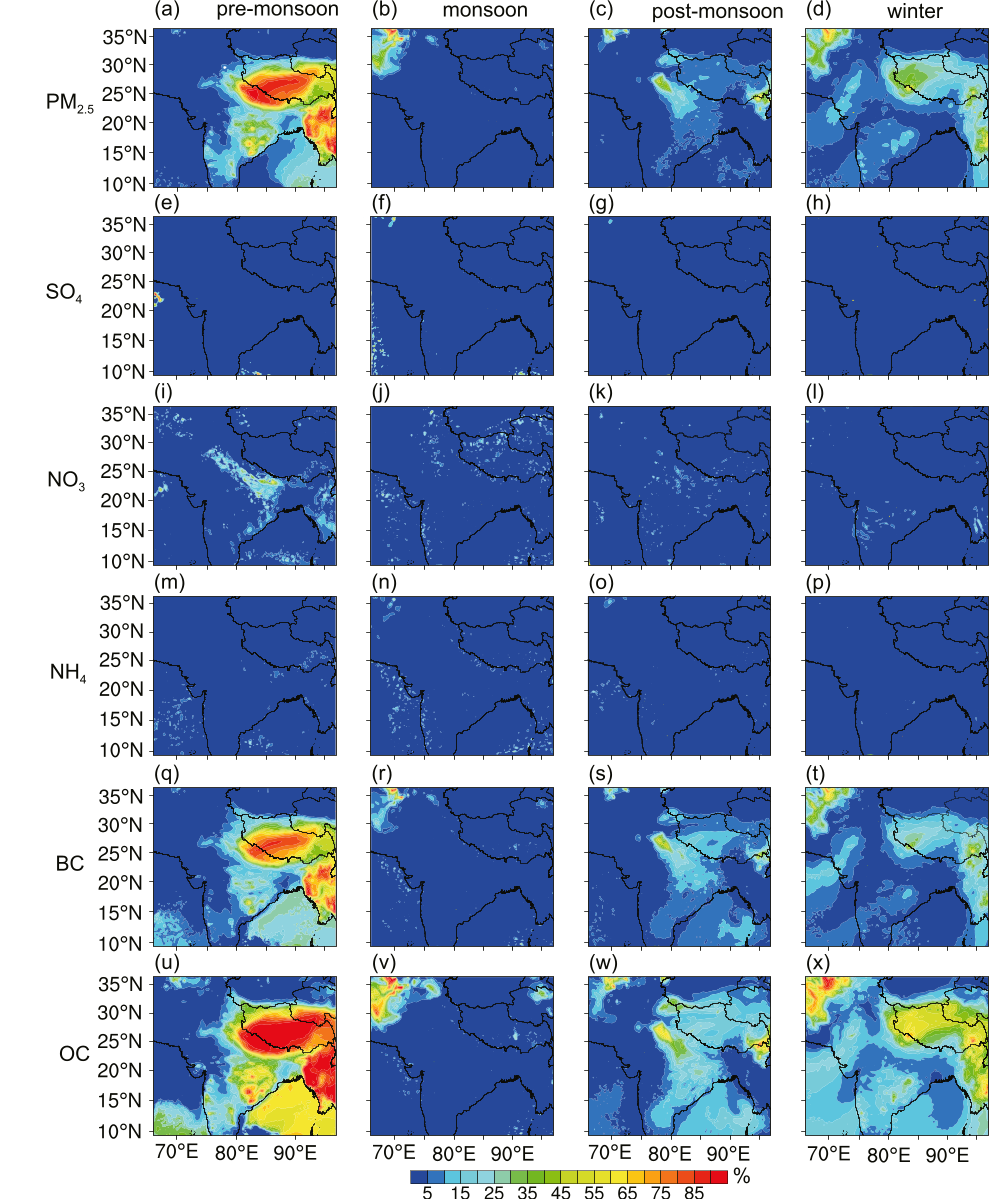 (a) pre-monsoon (b) monsoon (c) post-monsoon (d) winter
35°N
30°N
PM2.5 25°N
20°N
15°N
10°N
(e) (f) (g) (h)
35°N
30°N
25°N
SO4 20°N
15°N
10°N
(i) (j) (k) (l)
35°N
30°N
NO3 25°N
20°N
15°N
10°N
(m) (n) (o) (p)
35°N
30°N
NH4 25°N
20°N
15°N
10°N
(q) (r) (s) (t)
35°N
30°N
BC 25°N
20°N
15°N
10°N
(u) (v) (w) (x)
35°N
30°N
OC 25°N
20°N
15°N
10°N
70°E 80°E 90°E 70°E 80°E 90°E 70°E 80°E 90°E 70°E 80°E 90°E
5 15 25 35 45 55 65 75 85 %